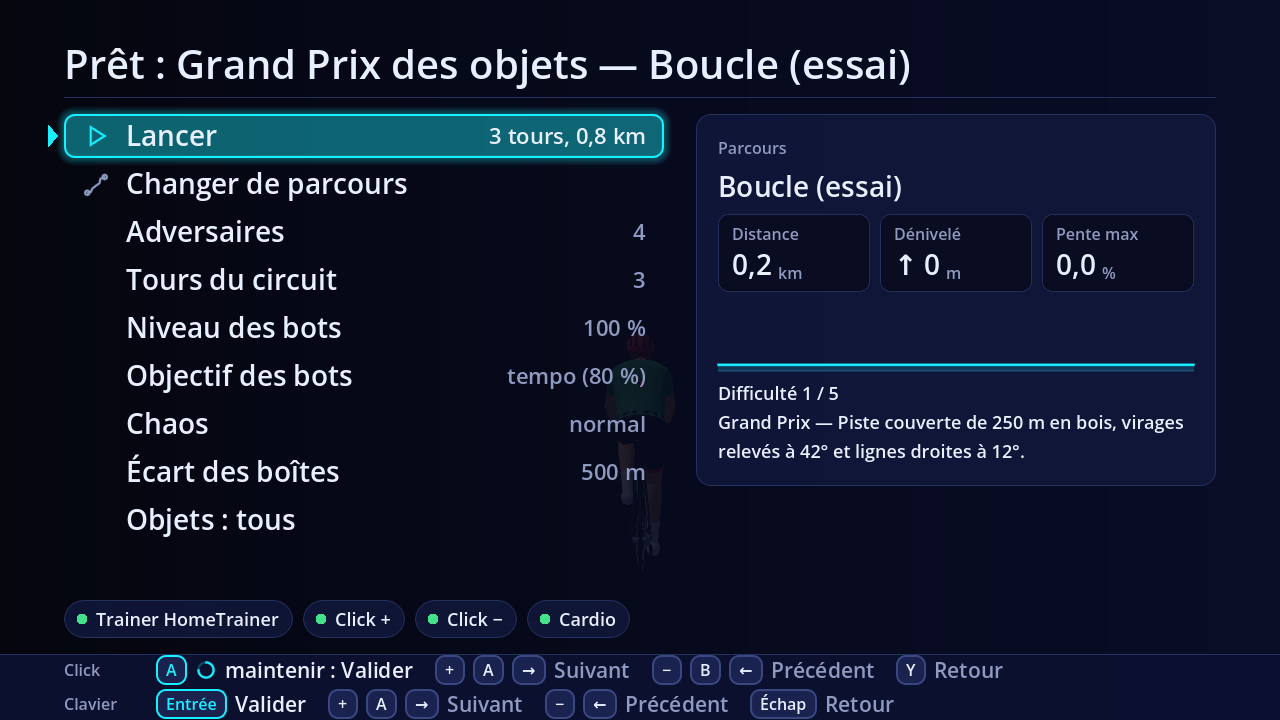 Prêt : Grand Prix des objets — Boucle (essai)
Lancer 3 tours, 0,8 km
Changer de parcours
Adversaires 4
Tours du circuit 3
Niveau des bots 100 %
Objectif des bots tempo (80 %)
Chaos normal
Écart des boîtes 500 m
Objets : tous
Parcours
Boucle (essai)
Distance Dénivelé Pente max
0,2 km ↑ 0 m 0,0 %
Difficulté 1 / 5
Grand Prix — Piste couverte de 250 m en bois, virages
relevés à 42° et lignes droites à 12°.
Trainer HomeTrainer Click + Click − Cardio
Click A maintenir : Valider + A → Suivant − B ← Précédent Y Retour
Clavier Entrée Valider + A → Suivant − ← Précédent Échap Retour